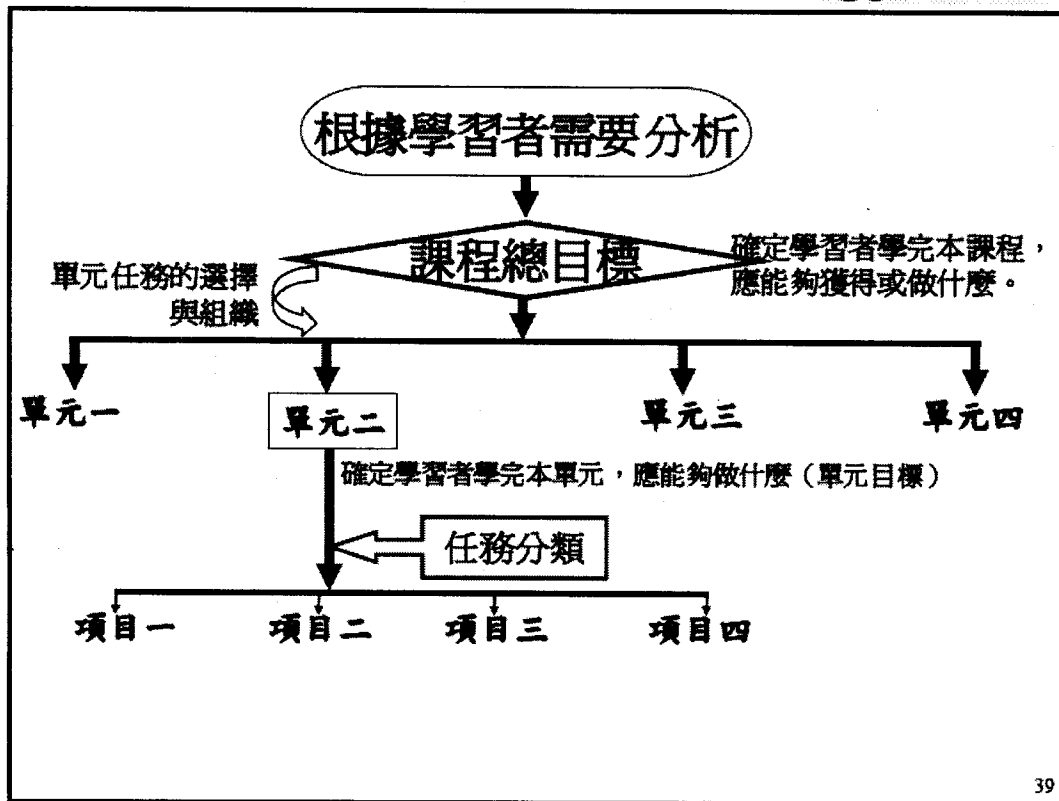 根據學習者需要分析
課程總目標
確定學習者學完本課程，
應能夠獲得或做什麼。
單元任務的選擇
與組織
單元一
單元二
單元三
單元四
確定學習者學完本單元，應能夠做什麼（單元目標）
任務分類
項目一
項目二
項目三
項目四
39